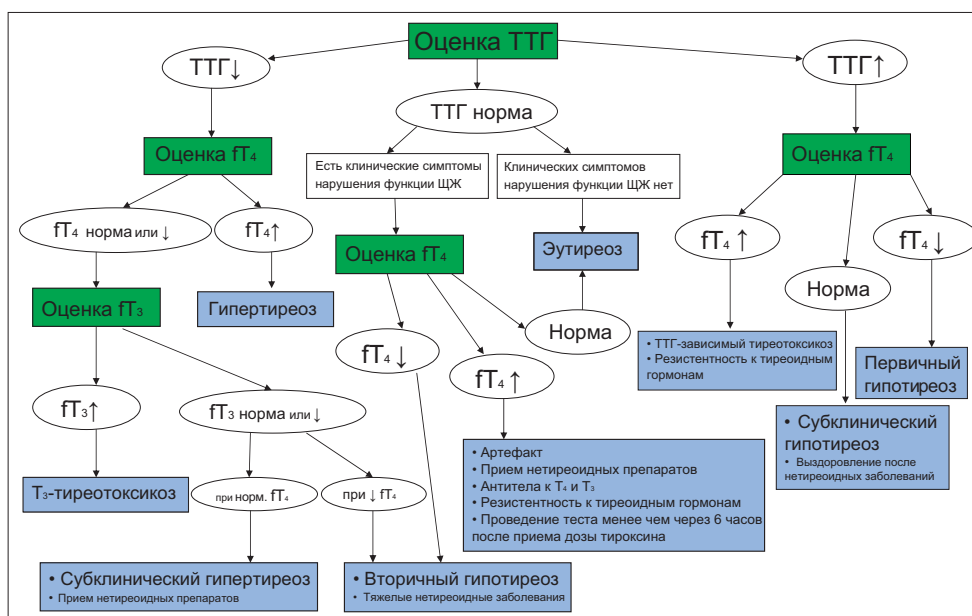 Оценка ТТГ
ТТГ↓
ТТГ норма
ТТГ↑
Оценка fT₄
Есть клинические симптомы
нарушения функции ЩЖ
Клинических симптомов
нарушения функции ЩЖ нет
Оценка fT₄
fT₄ норма или ↓
fT₄↑
Оценка fT₄
Эутиреоз
fT₄ ↑
fT₄ ↓
Оценка fT₃
Гипертиреоз
fT₄ ↓
Норма
Норма
• ТТГ-зависимый тиреотоксикоз
• Резистентность к тиреоидным
гормонам
Первичный
гипотиреоз
fT₄ ↑
fT₃↑
fT₃ норма или ↓
• Субклинический
гипотиреоз
• Выздоровление после
нетиреоидных заболеваний
T₃-тиреотоксикоз
при норм. fT₄
при ↓ fT₄
• Артефакт
• Прием нетиреоидных препаратов
• Антитела к T₄ и T₃
• Резистентность к тиреоидным гормонам
• Проведение теста менее чем через 6 часов
после приема дозы тироксина
• Субклинический гипертиреоз
• Прием нетиреоидных препаратов
• Вторичный гипотиреоз
• Тяжелые нетиреоидные заболевания